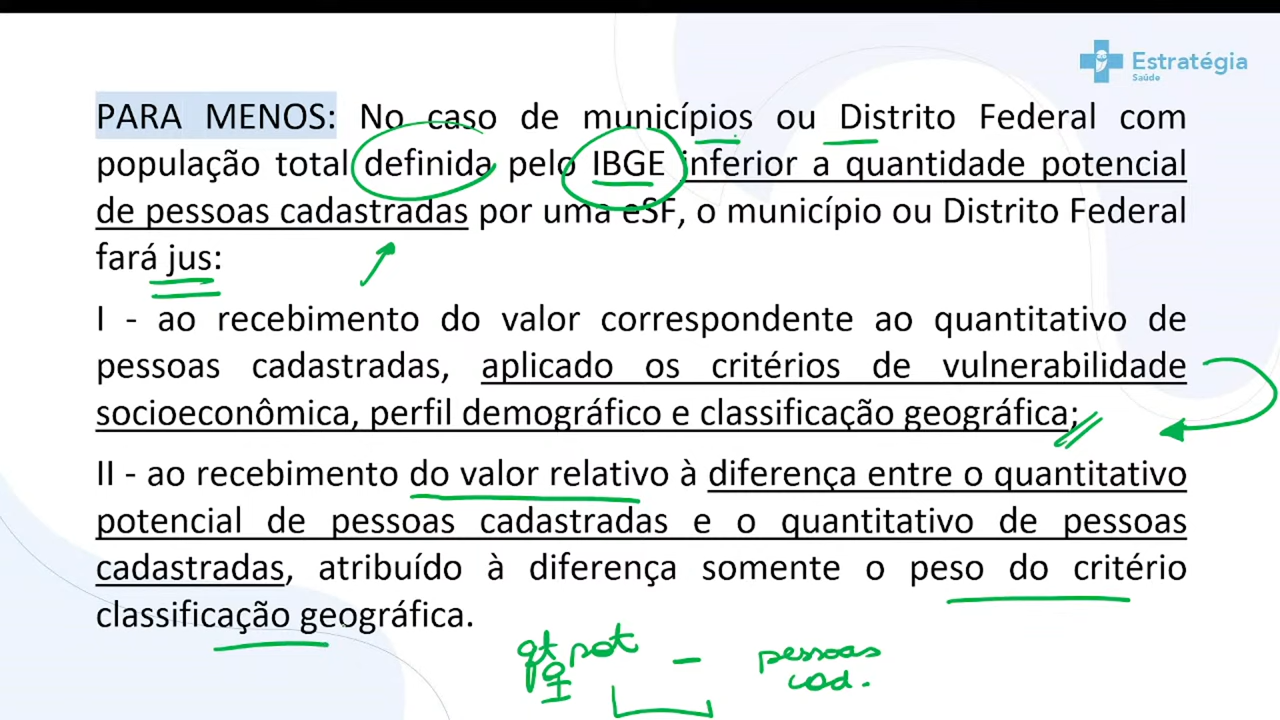 Estratégia
Saúde
PARA MENOS: No caso de municípios ou Distrito Federal com
população total definida pelo IBGE inferior a quantidade potencial
de pessoas cadastradas por uma eSF, o município ou Distrito Federal
fará jus:
I - ao recebimento do valor correspondente ao quantitativo de
pessoas cadastradas, aplicado os critérios de vulnerabilidade
socioeconômica, perfil demográfico e classificação geográfica;
II - ao recebimento do valor relativo à diferença entre o quantitativo
potencial de pessoas cadastradas e o quantitativo de pessoas
cadastradas, atribuído à diferença somente o peso do critério
classificação geográfica.
qt pot - pessoas
cad.